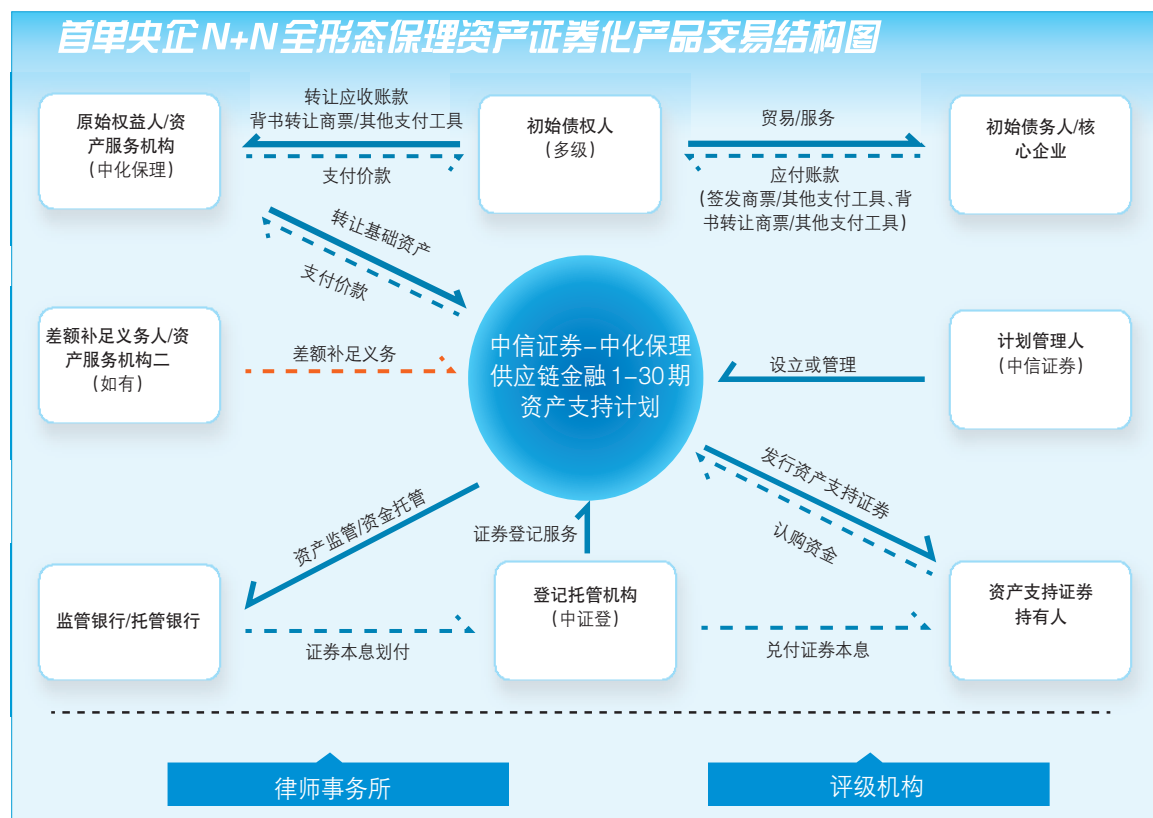 首单央企N+N全形态保理资产证券化产品交易结构图
原始权益人/资
产服务机构
(中化保理)
转让应收账款
背书转让商票/其他支付工具
支付价款
初始债权人
(多级)
贸易/服务
应付账款
(签发商票/其他支付工具、背
书转让商票/其他支付工具)
初始债务人/核
心企业
转让基础资产
支付价款
差额补足义务人/资
产服务机构二
(如有)
差额补足义务
中信证券-中化保理
供应链金融1-30期
资产支持计划
设立或管理
计划管理人
(中信证券)
资产监管/资金托管
证券登记服务
发行资产支持证券
认购资金
监管银行/托管银行
证券本息划付
登记托管机构
(中证登)
兑付证券本息
资产支持证券
持有人
律师事务所
评级机构